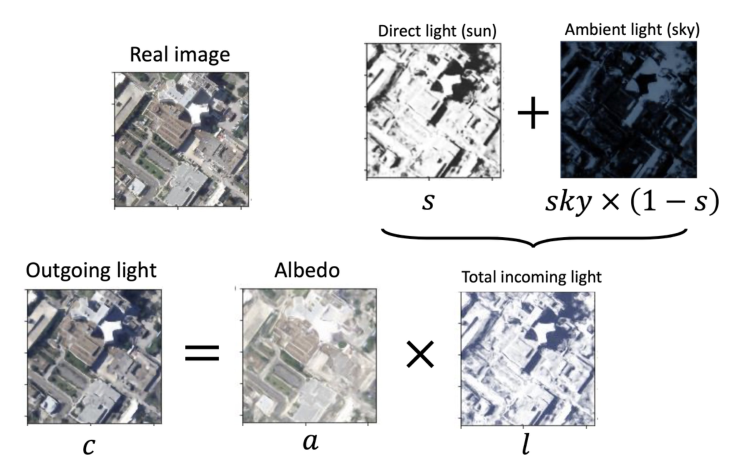 Real image
Direct light (sun)
+
Ambient light (sky)
s
sky × (1 − s)
Outgoing light
=
Albedo
×
Total incoming light
c
a
l